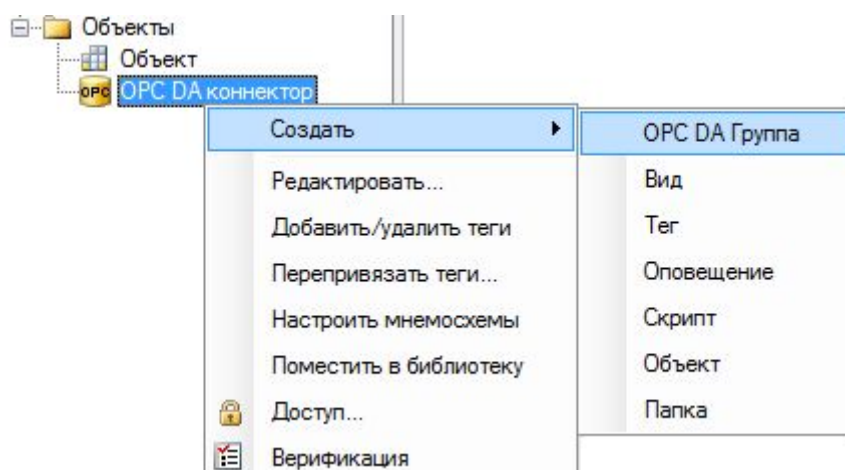 Объекты
Объект
OPC OPC DA коннектор
Создать
Редактировать...
Добавить/удалить теги
Перепривязать теги...
Настроить мнемосхемы
Поместить в библиотеку
Доступ...
Верификация
OPC DA Группа
Вид
Тег
Оповещение
Скрипт
Объект
Папка